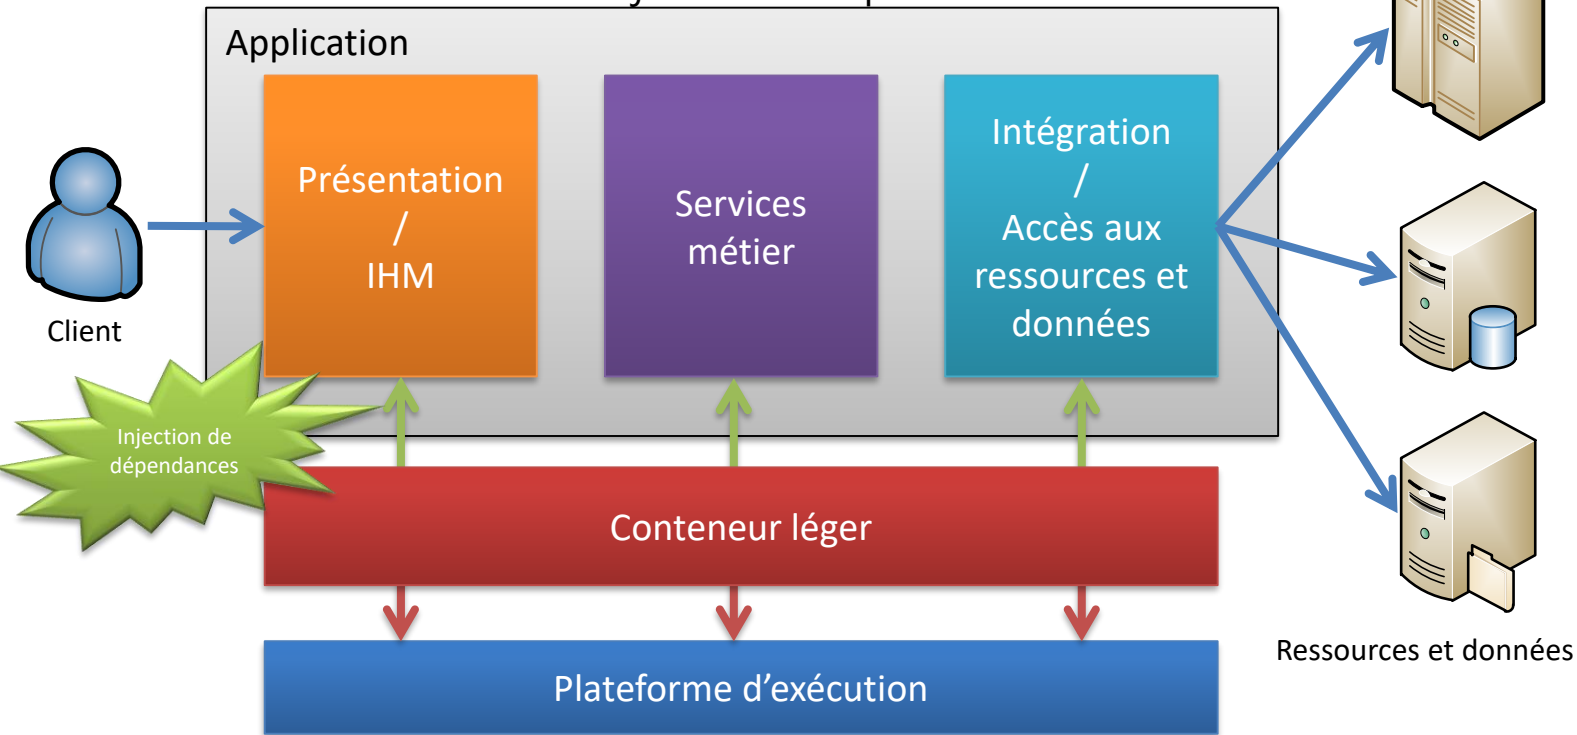 Application
Présentation
/
IHM
Services
métier
Intégration
/
Accès aux
ressources et
données
Client
Injection de
dépendances
Conteneur léger
Plateforme d’exécution
Ressources et données